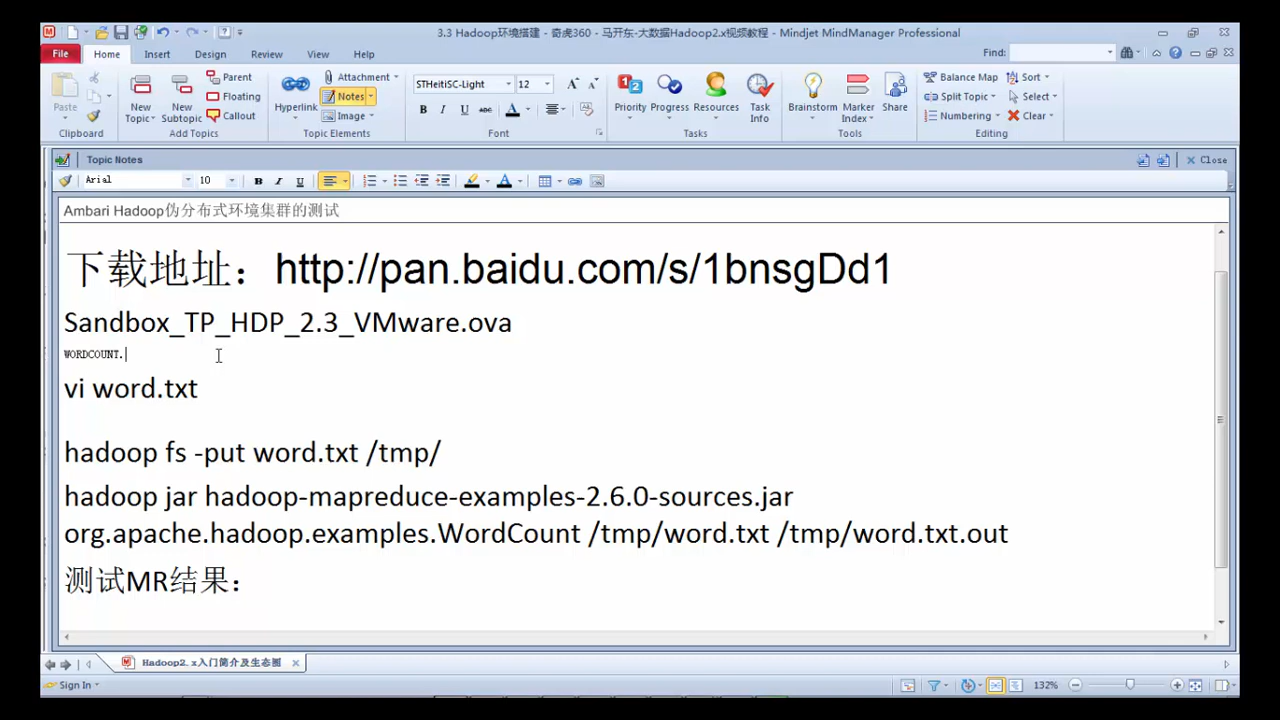 3.3 Hadoop环境搭建 - 奇虎360 - 马开东-大数据Hadoop2.x视频教程 - Mindjet MindManager Professional
File Home Insert Design Review View Help Find:
Paste New Topic New Subtopic Parent Floating Callout Hyperlink Attachment Notes Image STHeitiSC-Light 12 B I U abc A Priority Progress Resources Task Info Brainstorm Marker Index Share Balance Map Split Topic Numbering Sort Select Clear
Clipboard Add Topics Topic Elements Font Tasks Tools Editing
Topic Notes Close
Arial 10 B I U A
Ambari Hadoop伪分布式环境集群的测试
下载地址：http://pan.baidu.com/s/1bnsgDd1
Sandbox_TP_HDP_2.3_VMware.ova
WORDCOUNT.
vi word.txt
hadoop fs -put word.txt /tmp/
hadoop jar hadoop-mapreduce-examples-2.6.0-sources.jar
org.apache.hadoop.examples.WordCount /tmp/word.txt /tmp/word.txt.out
测试MR结果：
Hadoop2.x入门简介及生态圈
Sign In 132%